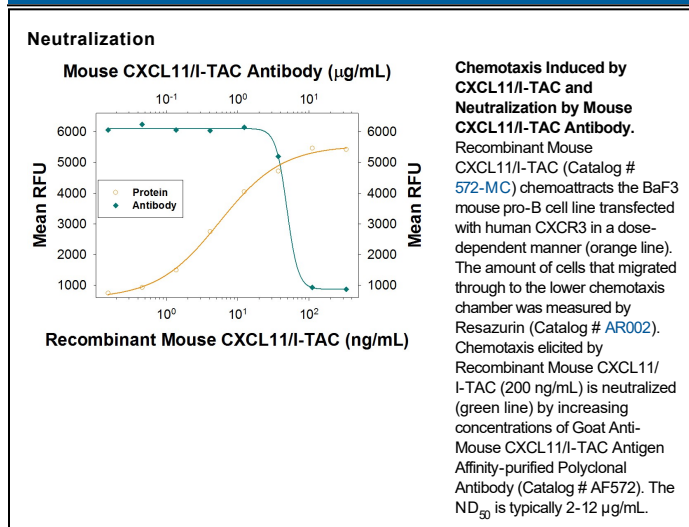 Neutralization
Mouse CXCL11/I-TAC Antibody (µg/mL)
10⁻¹ 10⁰ 10¹
6000 6000
5000 5000
4000 4000
3000 3000
2000 2000
1000 1000
Mean RFU
Mean RFU
Protein
Antibody
10⁰ 10¹ 10²
Recombinant Mouse CXCL11/I-TAC (ng/mL)
Chemotaxis Induced by
CXCL11/I-TAC and
Neutralization by Mouse
CXCL11/I-TAC Antibody.
Recombinant Mouse
CXCL11/I-TAC (Catalog #
572-MC) chemoattracts the BaF3
mouse pro-B cell line transfected
with human CXCR3 in a dose-
dependent manner (orange line).
The amount of cells that migrated
through to the lower chemotaxis
chamber was measured by
Resazurin (Catalog # AR002).
Chemotaxis elicited by
Recombinant Mouse CXCL11/
I-TAC (200 ng/mL) is neutralized
(green line) by increasing
concentrations of Goat Anti-
Mouse CXCL11/I-TAC Antigen
Affinity-purified Polyclonal
Antibody (Catalog # AF572). The
ND₅₀ is typically 2-12 µg/mL.